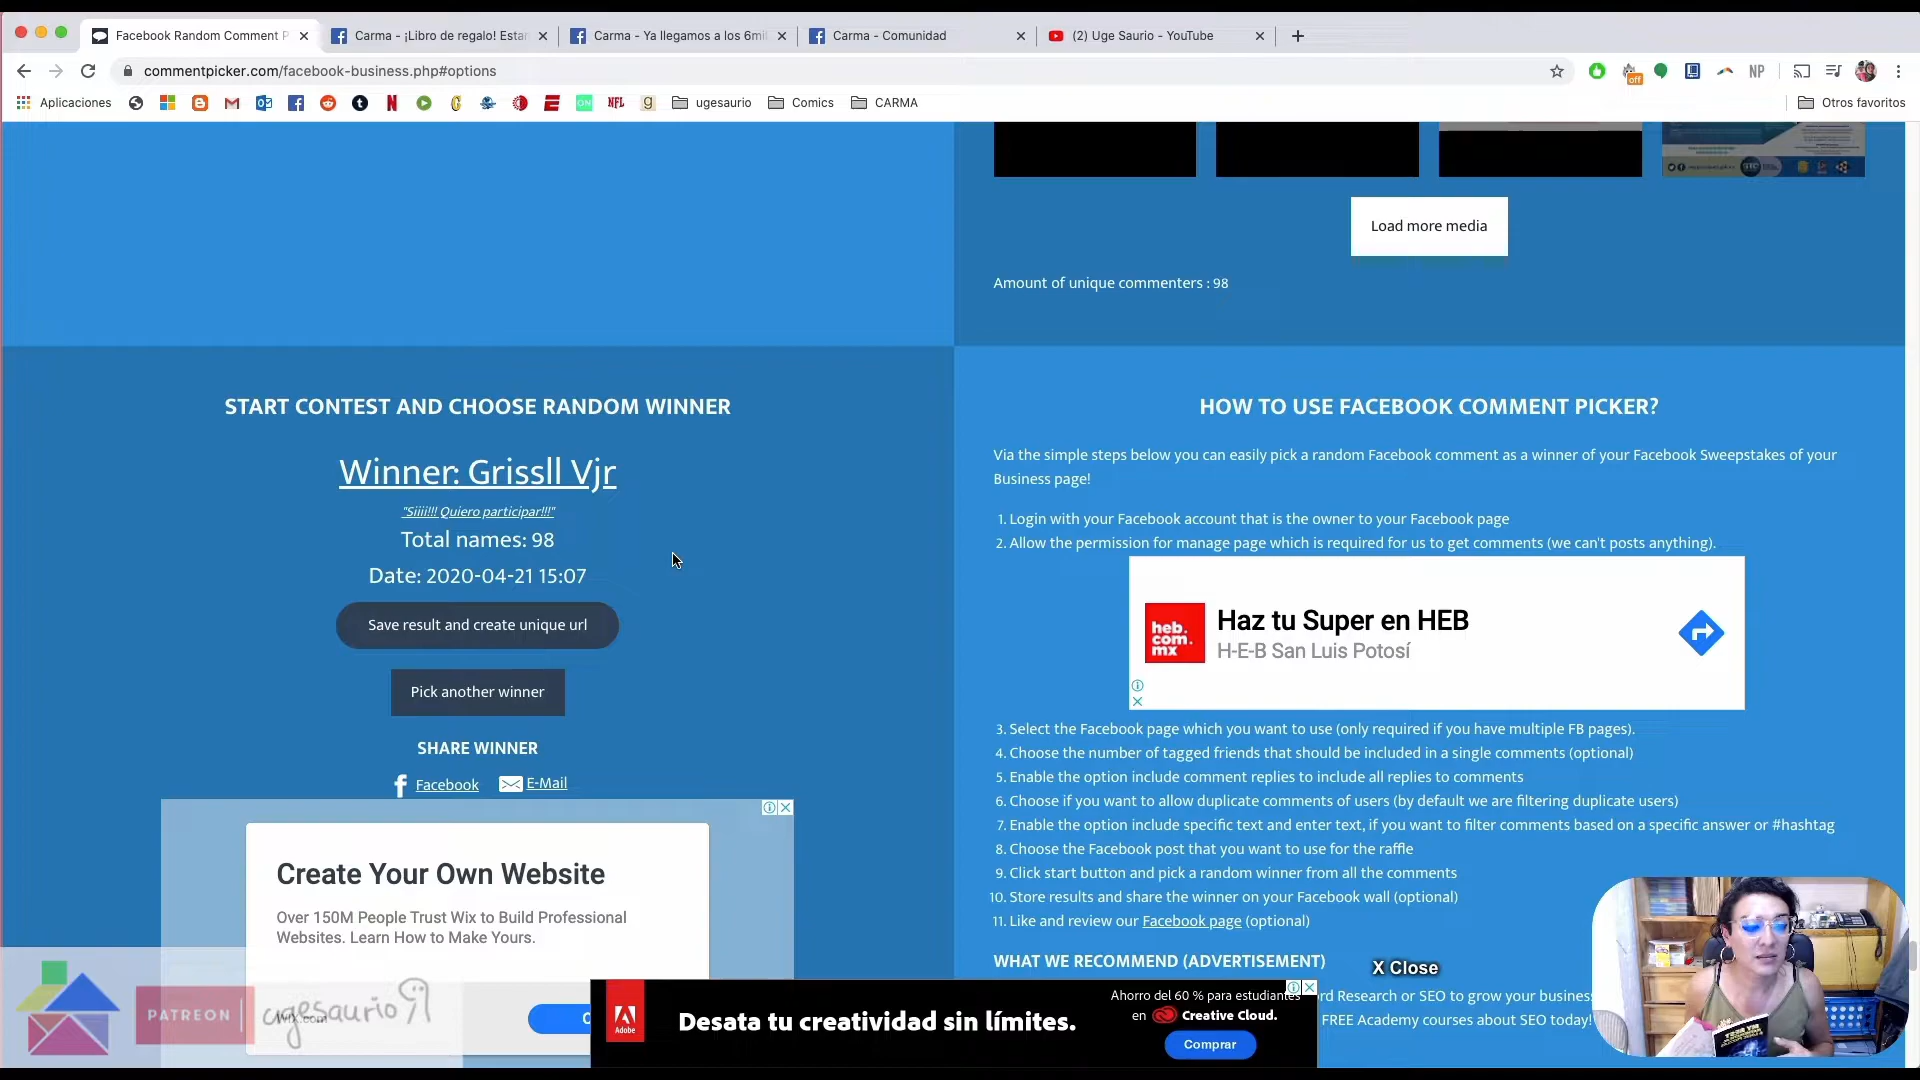 Facebook Random Comment P
Carma - ¡Libro de regalo! Estan
Carma - Ya llegamos a los 6mil
Carma - Comunidad
(2) Uge Saurio - YouTube
commentpicker.com/facebook-business.php#options
off
NP
Aplicaciones
NFL
ugesaurio
Comics
CARMA
Otros favoritos
Load more media
Amount of unique commenters : 98
START CONTEST AND CHOOSE RANDOM WINNER
Winner: Grissll Vjr
"Siiii!!! Quiero participar!!!"
Total names: 98
Date: 2020-04-21 15:07
Save result and create unique url
Pick another winner
SHARE WINNER
Facebook
E-Mail
Create Your Own Website
Over 150M People Trust Wix to Build Professional
Websites. Learn How to Make Yours.
PATREON
ugesaurio
HOW TO USE FACEBOOK COMMENT PICKER?
Via the simple steps below you can easily pick a random Facebook comment as a winner of your Facebook Sweepstakes of your
Business page!
1. Login with your Facebook account that is the owner to your Facebook page
2. Allow the permission for manage page which is required for us to get comments (we can't posts anything).
heb.
com.
mx
Haz tu Super en HEB
H-E-B San Luis Potosí
3. Select the Facebook page which you want to use (only required if you have multiple FB pages).
4. Choose the number of tagged friends that should be included in a single comments (optional)
5. Enable the option include comment replies to include all replies to comments
6. Choose if you want to allow duplicate comments of users (by default we are filtering duplicate users)
7. Enable the option include specific text and enter text, if you want to filter comments based on a specific answer or #hashtag
8. Choose the Facebook post that you want to use for the raffle
9. Click start button and pick a random winner from all the comments
10. Store results and share the winner on your Facebook wall (optional)
11. Like and review our Facebook page (optional)
WHAT WE RECOMMEND (ADVERTISEMENT)
X Close
rd Research or SEO to grow your business
FREE Academy courses about SEO today!
Adobe
Desata tu creatividad sin límites.
Ahorro del 60 % para estudiantes
en Creative Cloud.
Comprar